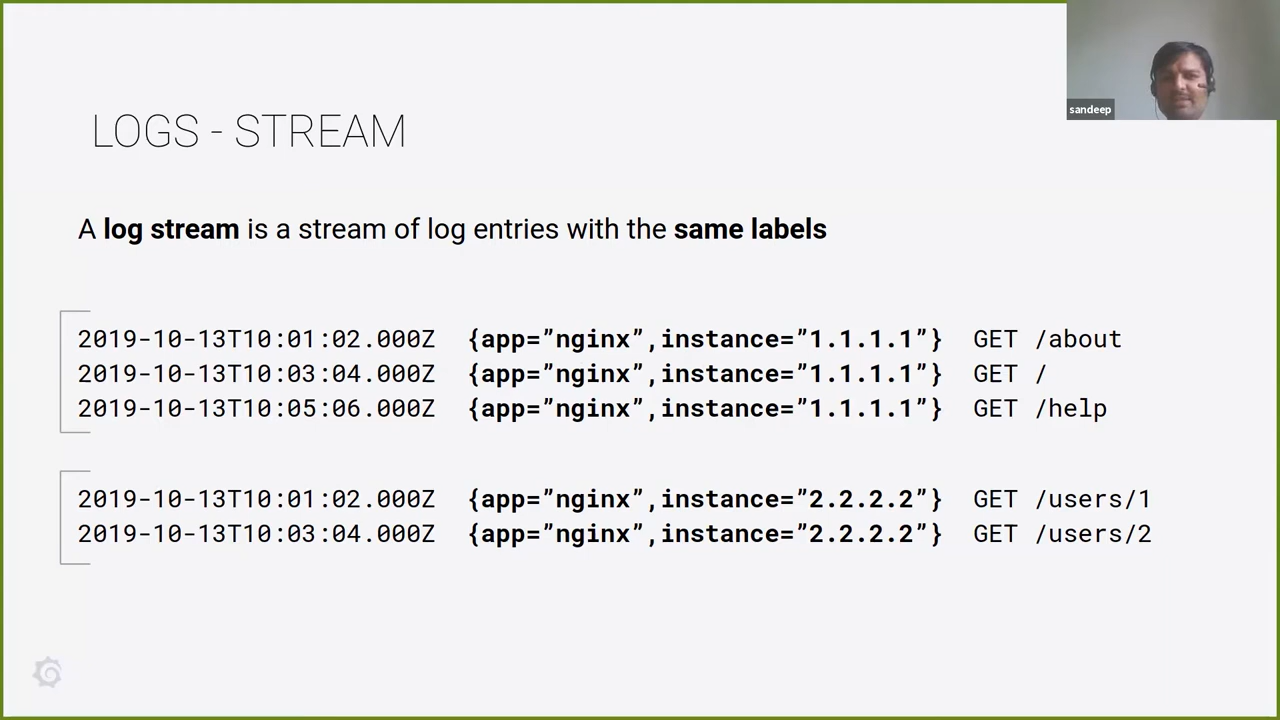 sandeep
LOGS - STREAM
A log stream is a stream of log entries with the same labels
2019-10-13T10:01:02.000Z {app=”nginx”,instance=”1.1.1.1”} GET /about
2019-10-13T10:03:04.000Z {app=”nginx”,instance=”1.1.1.1”} GET /
2019-10-13T10:05:06.000Z {app=”nginx”,instance=”1.1.1.1”} GET /help
2019-10-13T10:01:02.000Z {app=”nginx”,instance=”2.2.2.2”} GET /users/1
2019-10-13T10:03:04.000Z {app=”nginx”,instance=”2.2.2.2”} GET /users/2